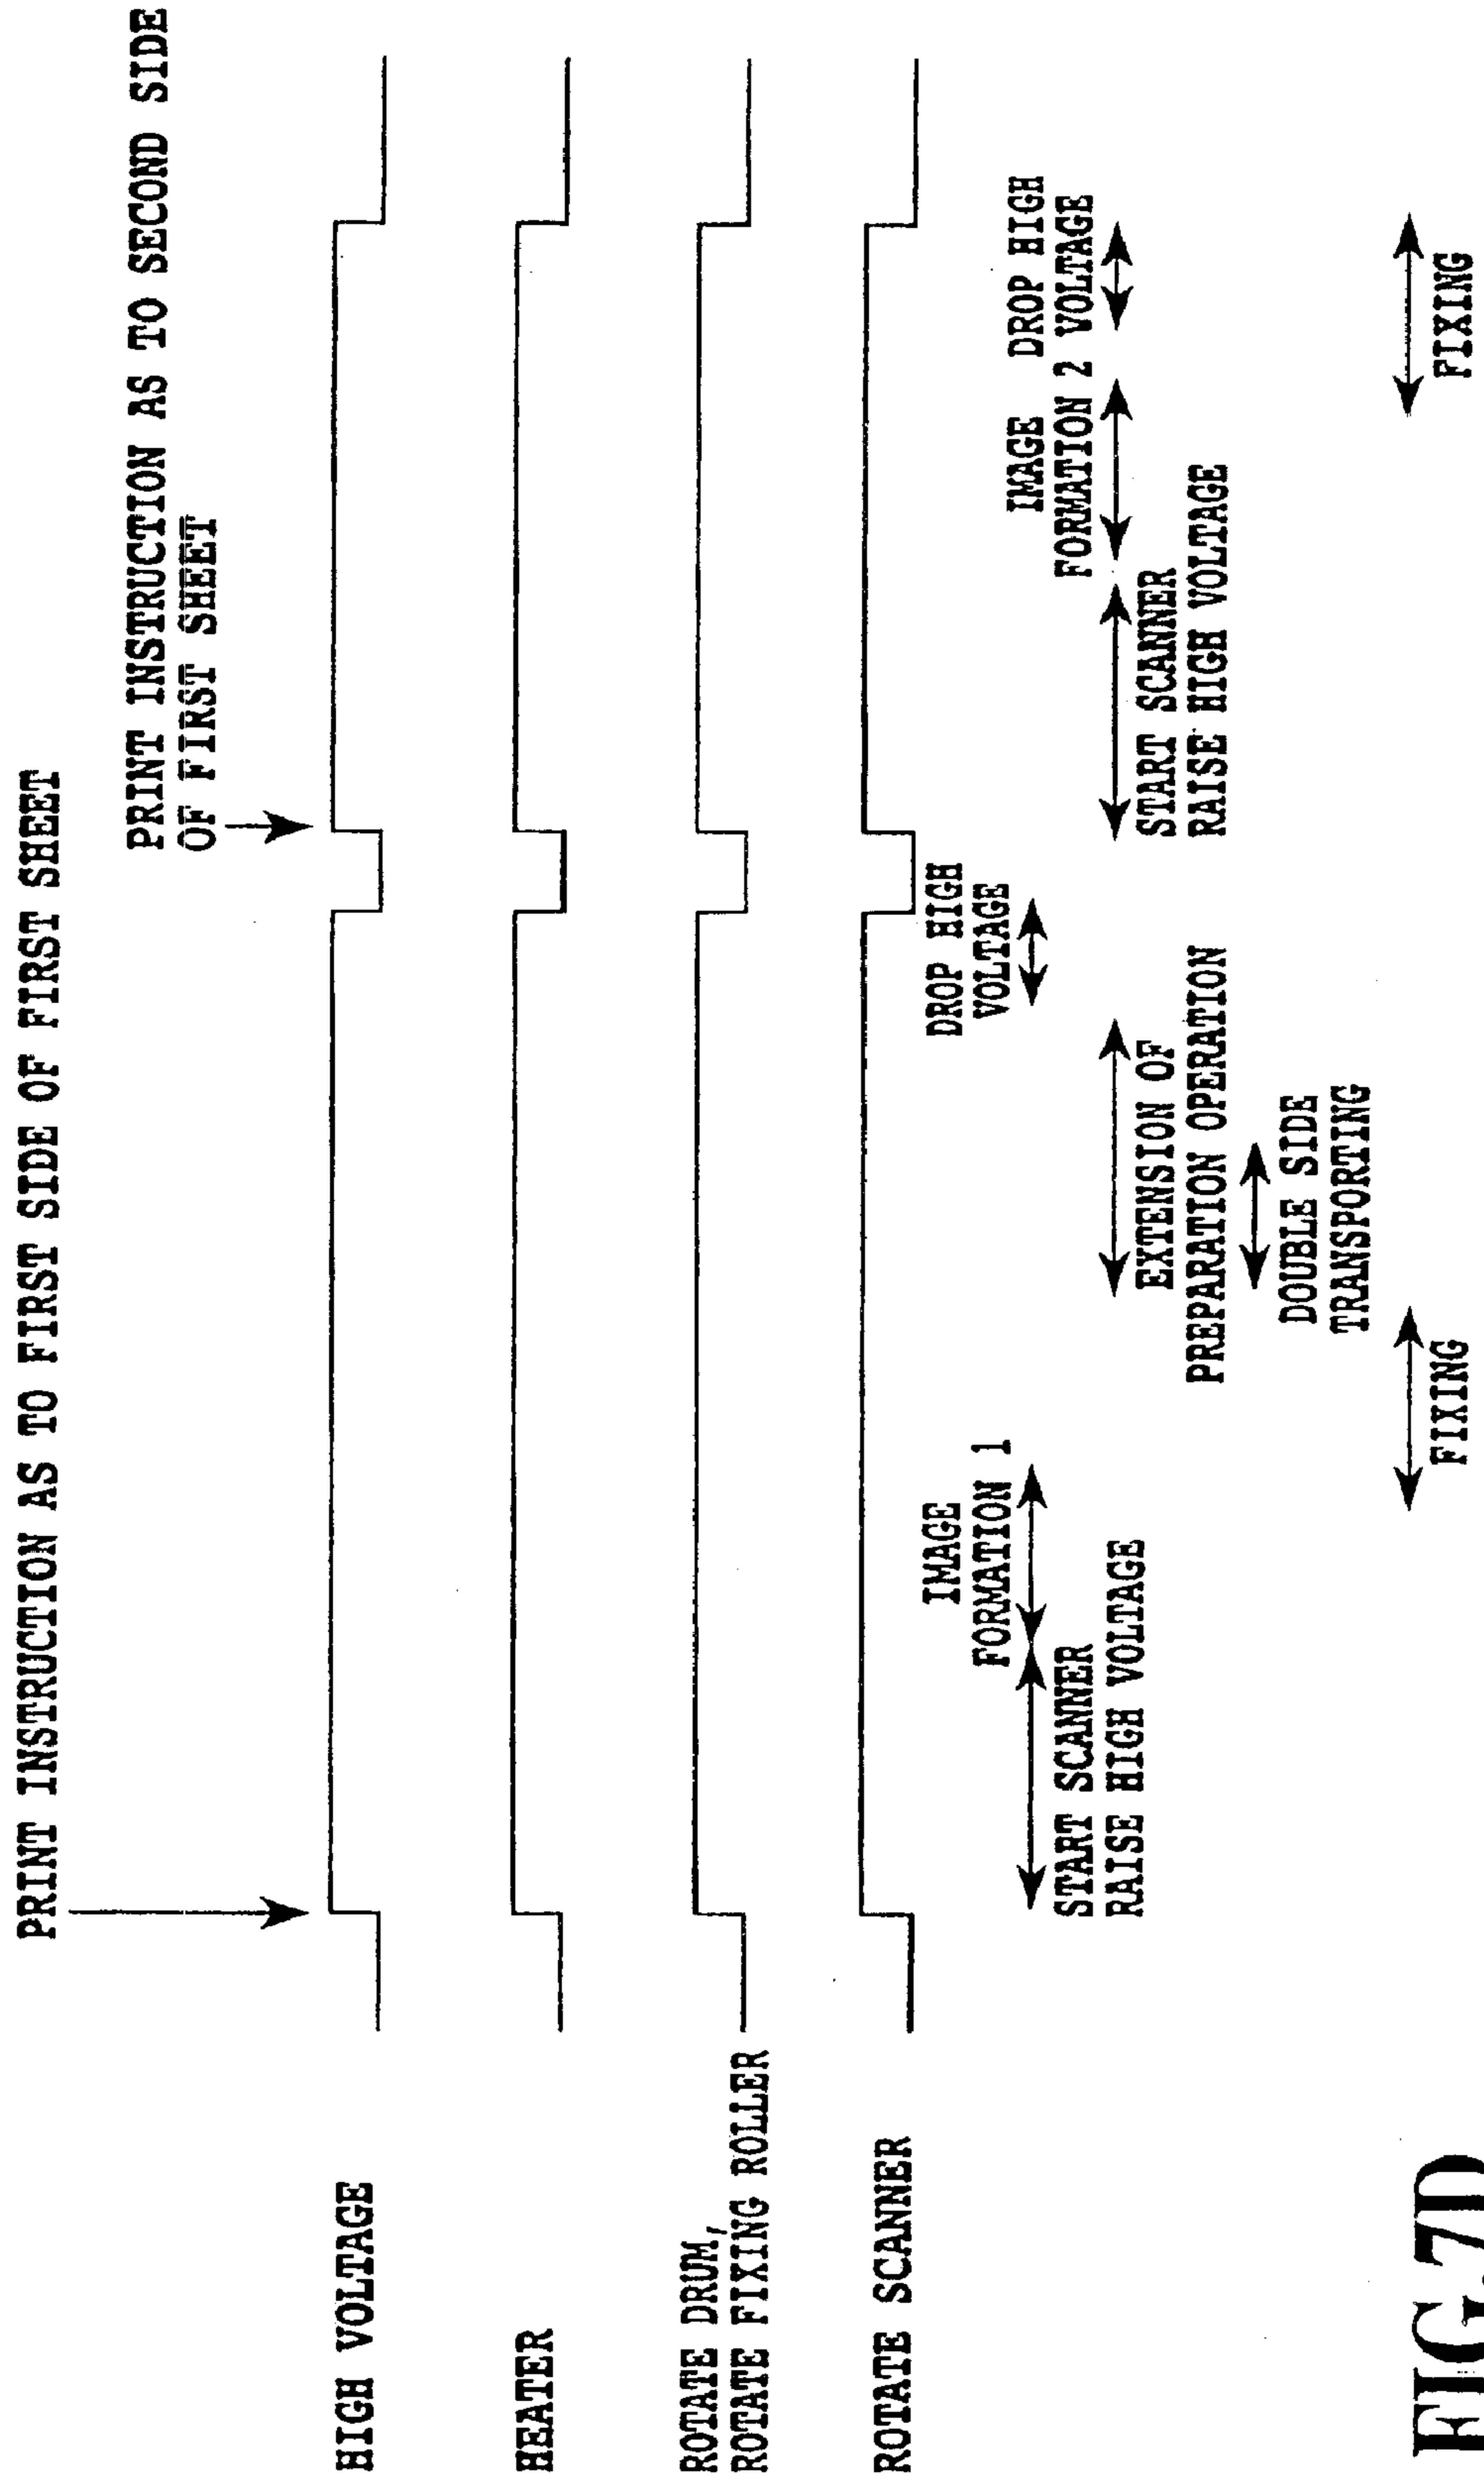 PRINT INSTRUCTION AS TO FIRST SIDE OF FIRST SHEET
PRINT INSTRUCTION AS TO SECOND SIDE
OF FIRST SHEET
HIGH VOLTAGE
HEATER
ROTATE DRUM,
ROTATE FIXING ROLLER
ROTATE SCANNER
START SCANNER
RAISE HIGH VOLTAGE
IMAGE
FORMATION 1
DROP HIGH
VOLTAGE
EXTENSION OF
PREPARATION OPERATION
DOUBLE SIDE
TRANSPORTING
START SCANNER
RAISE HIGH VOLTAGE
IMAGE
FORMATION 2
DROP HIGH
VOLTAGE
FIXING
FIXING
FIG.7D